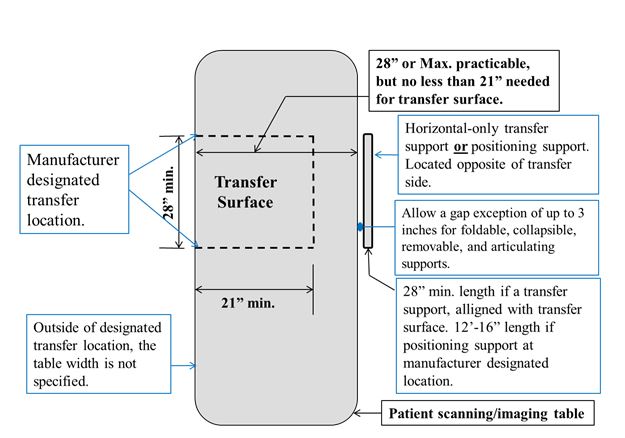 28” or Max. practicable,
but no less than 21” needed
for transfer surface.
Horizontal-only transfer
support or positioning support.
Located opposite of transfer
side.
Manufacturer
designated
transfer
location.
28” min.
Transfer
Surface
Allow a gap exception of up to 3
inches for foldable, collapsible,
removable, and articulating
supports.
21” min.
28” min. length if a transfer
support, alligned with transfer
surface. 12’-16” length if
positioning support at
manufacturer designated
location.
Outside of designated
transfer location, the
table width is not
specified.
Patient scanning/imaging table